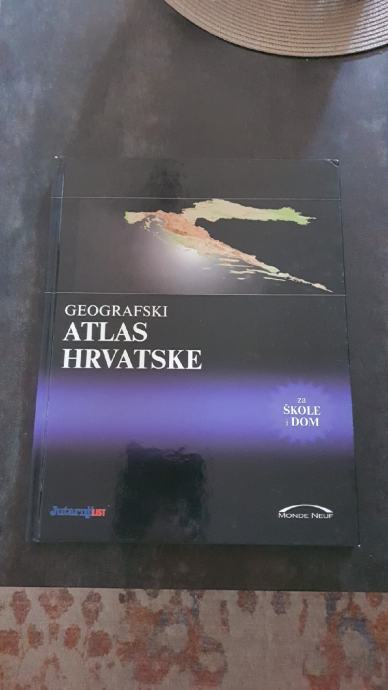 GEOGRAFSKI
ATLAS
HRVATSKE
za
ŠKOLE
i DOM
Jutarnji LIST
MONDE NEUF